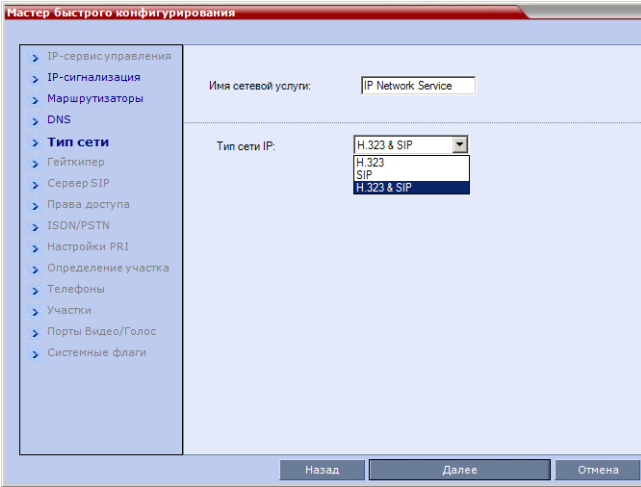 Мастер быстрого конфигурирования
IP-сервис управления
IP-сигнализация
Маршрутизаторы
DNS
Тип сети
Гейткипер
Сервер SIP
Права доступа
ISDN/PSTN
Настройки PRI
Определение участка
Телефоны
Участки
Порты Видео/Голос
Системные флаги
Имя сетевой услуги: IP Network Service
Тип сети IP: H.323 & SIP
H.323
SIP
H.323 & SIP
Назад Далее Отмена